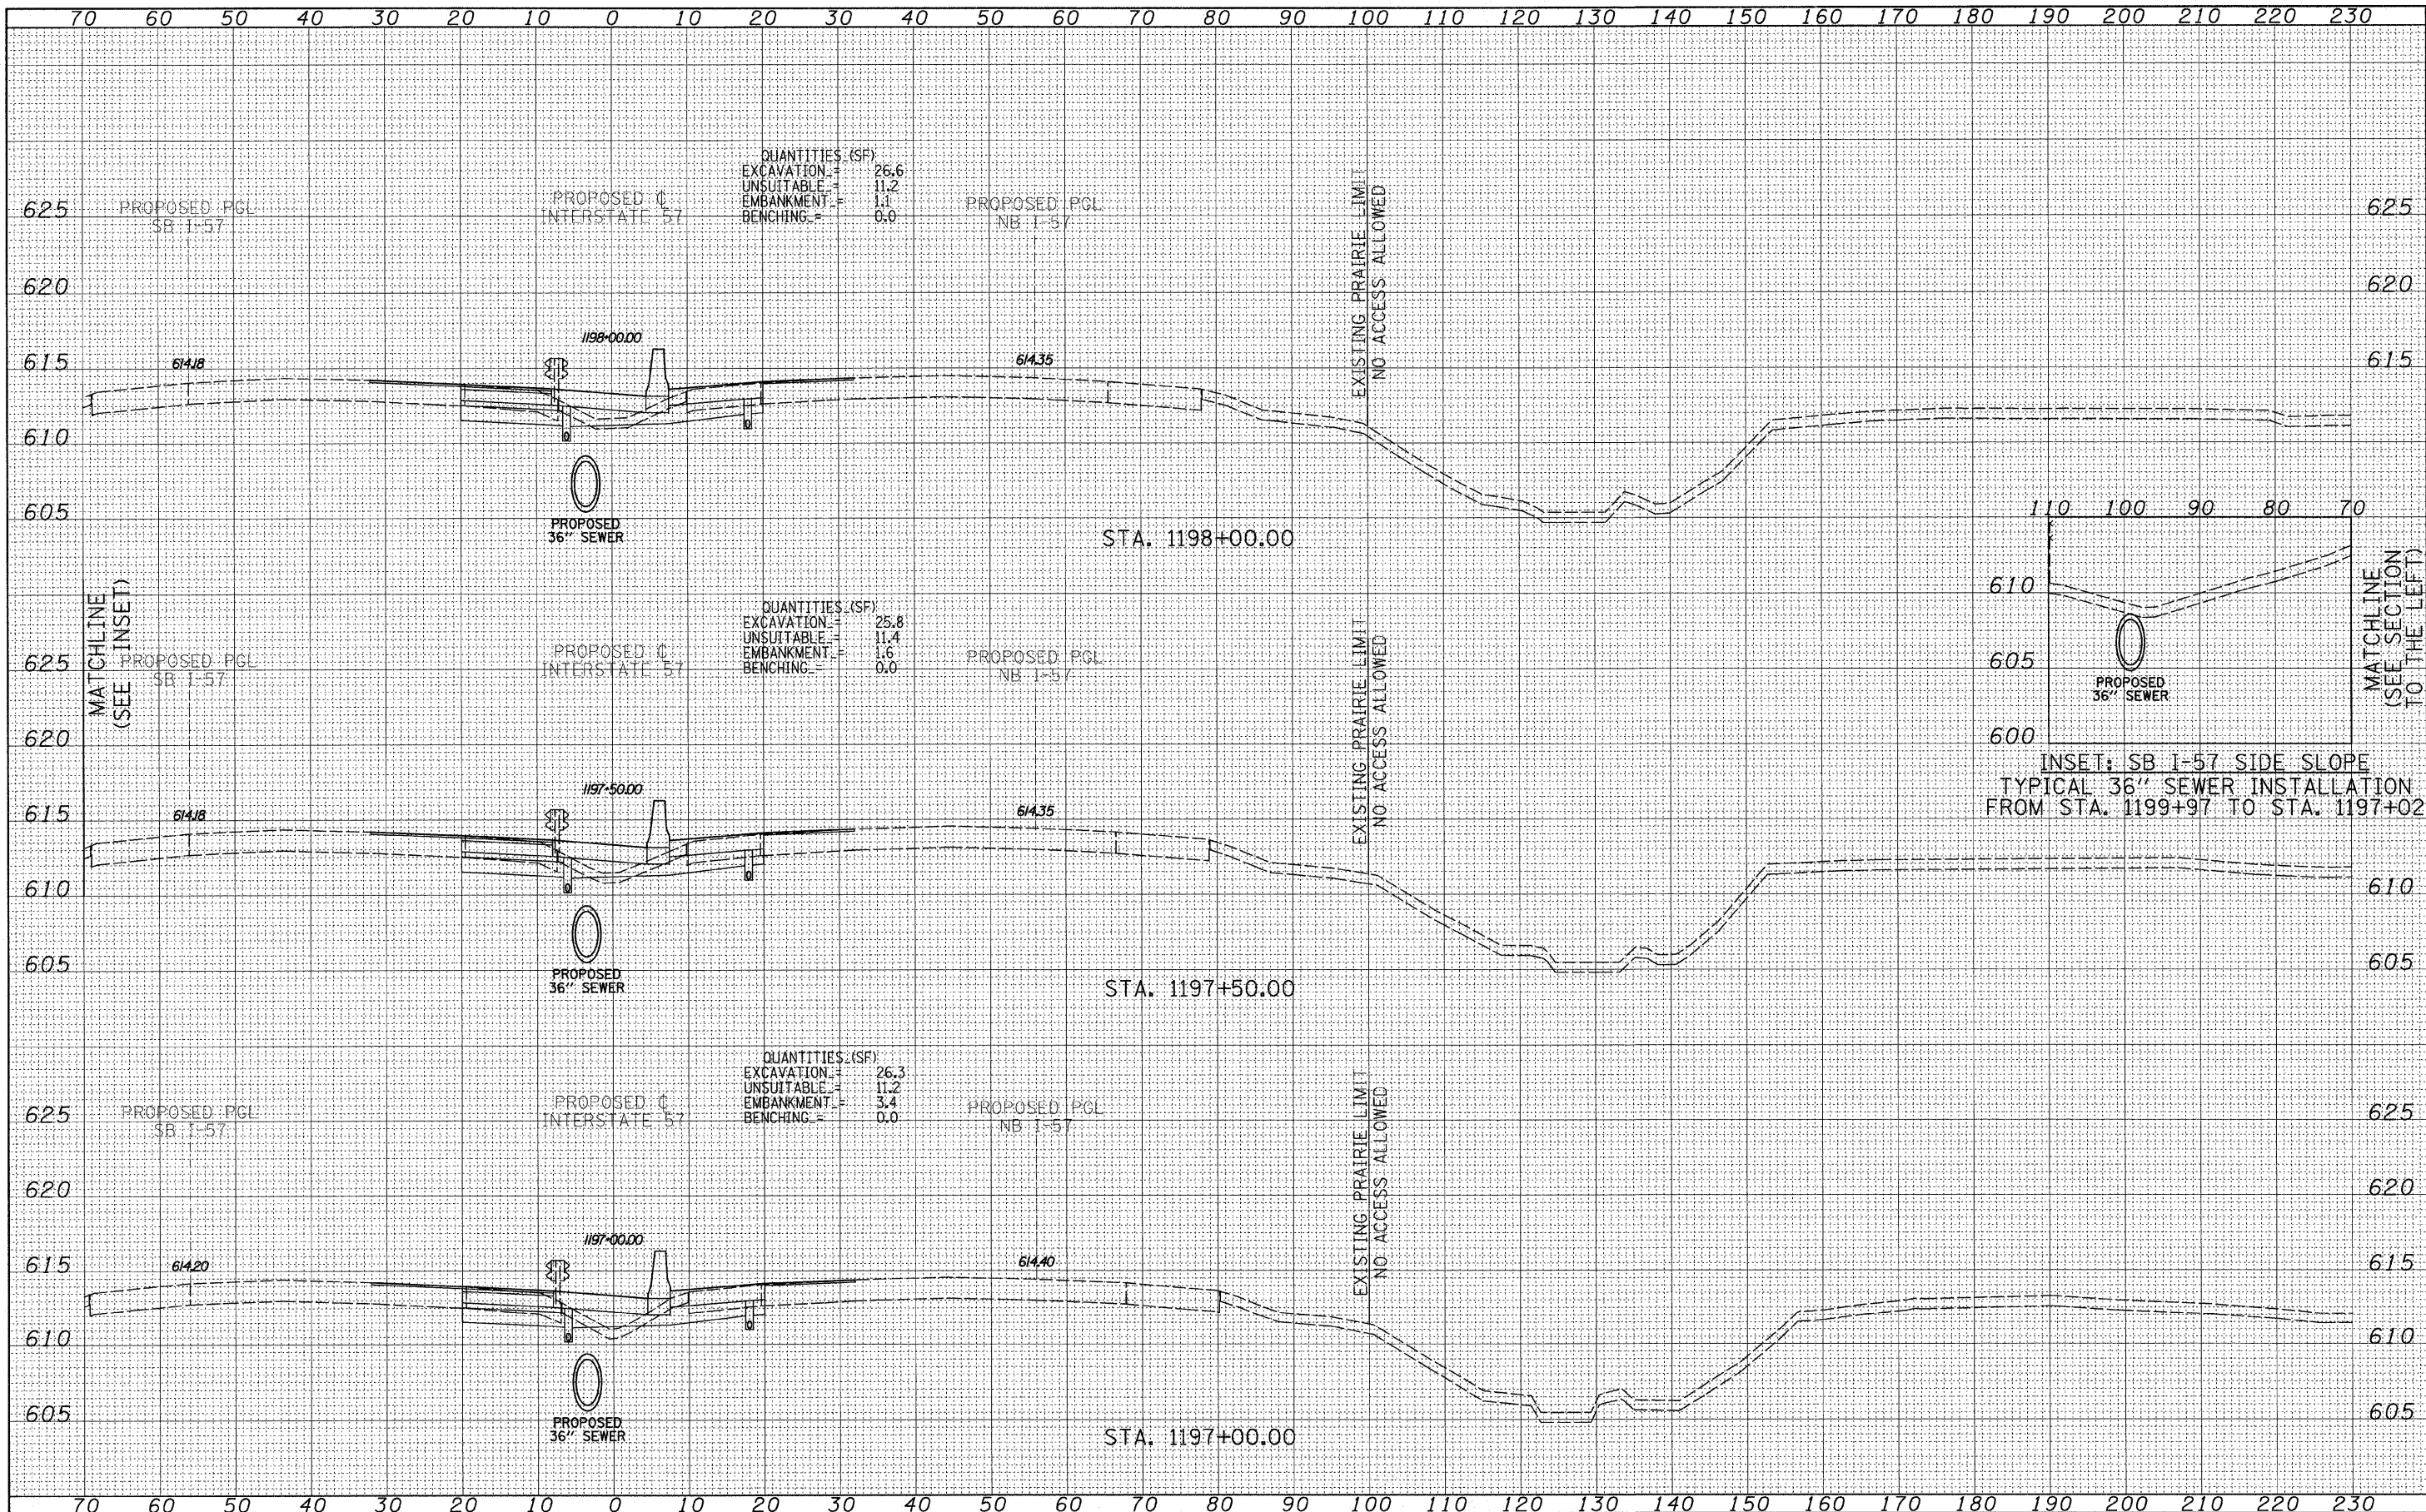 70 60 50 40 30 20 10 0 10 20 30 40 50 60 70 80 90 100 110 120 130 140 150 160 170 180 190 200 210 220 230
QUANTITIES (SF)
EXCAVATION = 26.6
UNSUITABLE = 11.2
EMBANKMENT = 1.1
BENCHING = 0.0
PROPOSED PGL
SB I-57
PROPOSED ℄
INTERSTATE 57
PROPOSED PGL
NB I-57
EXISTING PRAIRIE LIMIT
NO ACCESS ALLOWED
625 625
620 620
615 615
610
605
1198+00.00
614.18
614.35
PROPOSED
36" SEWER
STA. 1198+00.00
110 100 90 80 70
610
605
600
PROPOSED
36" SEWER
MATCHLINE
(SEE SECTION
TO THE LEFT)
INSET: SB I-57 SIDE SLOPE
TYPICAL 36" SEWER INSTALLATION
FROM STA. 1199+97 TO STA. 1197+02
MATCHLINE
(SEE INSET)
QUANTITIES (SF)
EXCAVATION = 25.8
UNSUITABLE = 11.4
EMBANKMENT = 1.6
BENCHING = 0.0
PROPOSED PGL
SB I-57
PROPOSED ℄
INTERSTATE 57
PROPOSED PGL
NB I-57
EXISTING PRAIRIE LIMIT
NO ACCESS ALLOWED
625
620
615
610 610
605 605
1197+50.00
614.18
614.35
PROPOSED
36" SEWER
STA. 1197+50.00
QUANTITIES (SF)
EXCAVATION = 26.3
UNSUITABLE = 11.2
EMBANKMENT = 3.4
BENCHING = 0.0
PROPOSED PGL
SB I-57
PROPOSED ℄
INTERSTATE 57
PROPOSED PGL
NB I-57
EXISTING PRAIRIE LIMIT
NO ACCESS ALLOWED
625 625
620 620
615 615
610 610
605 605
1197+00.00
614.20
614.40
PROPOSED
36" SEWER
STA. 1197+00.00
70 60 50 40 30 20 10 0 10 20 30 40 50 60 70 80 90 100 110 120 130 140 150 160 170 180 190 200 210 220 230